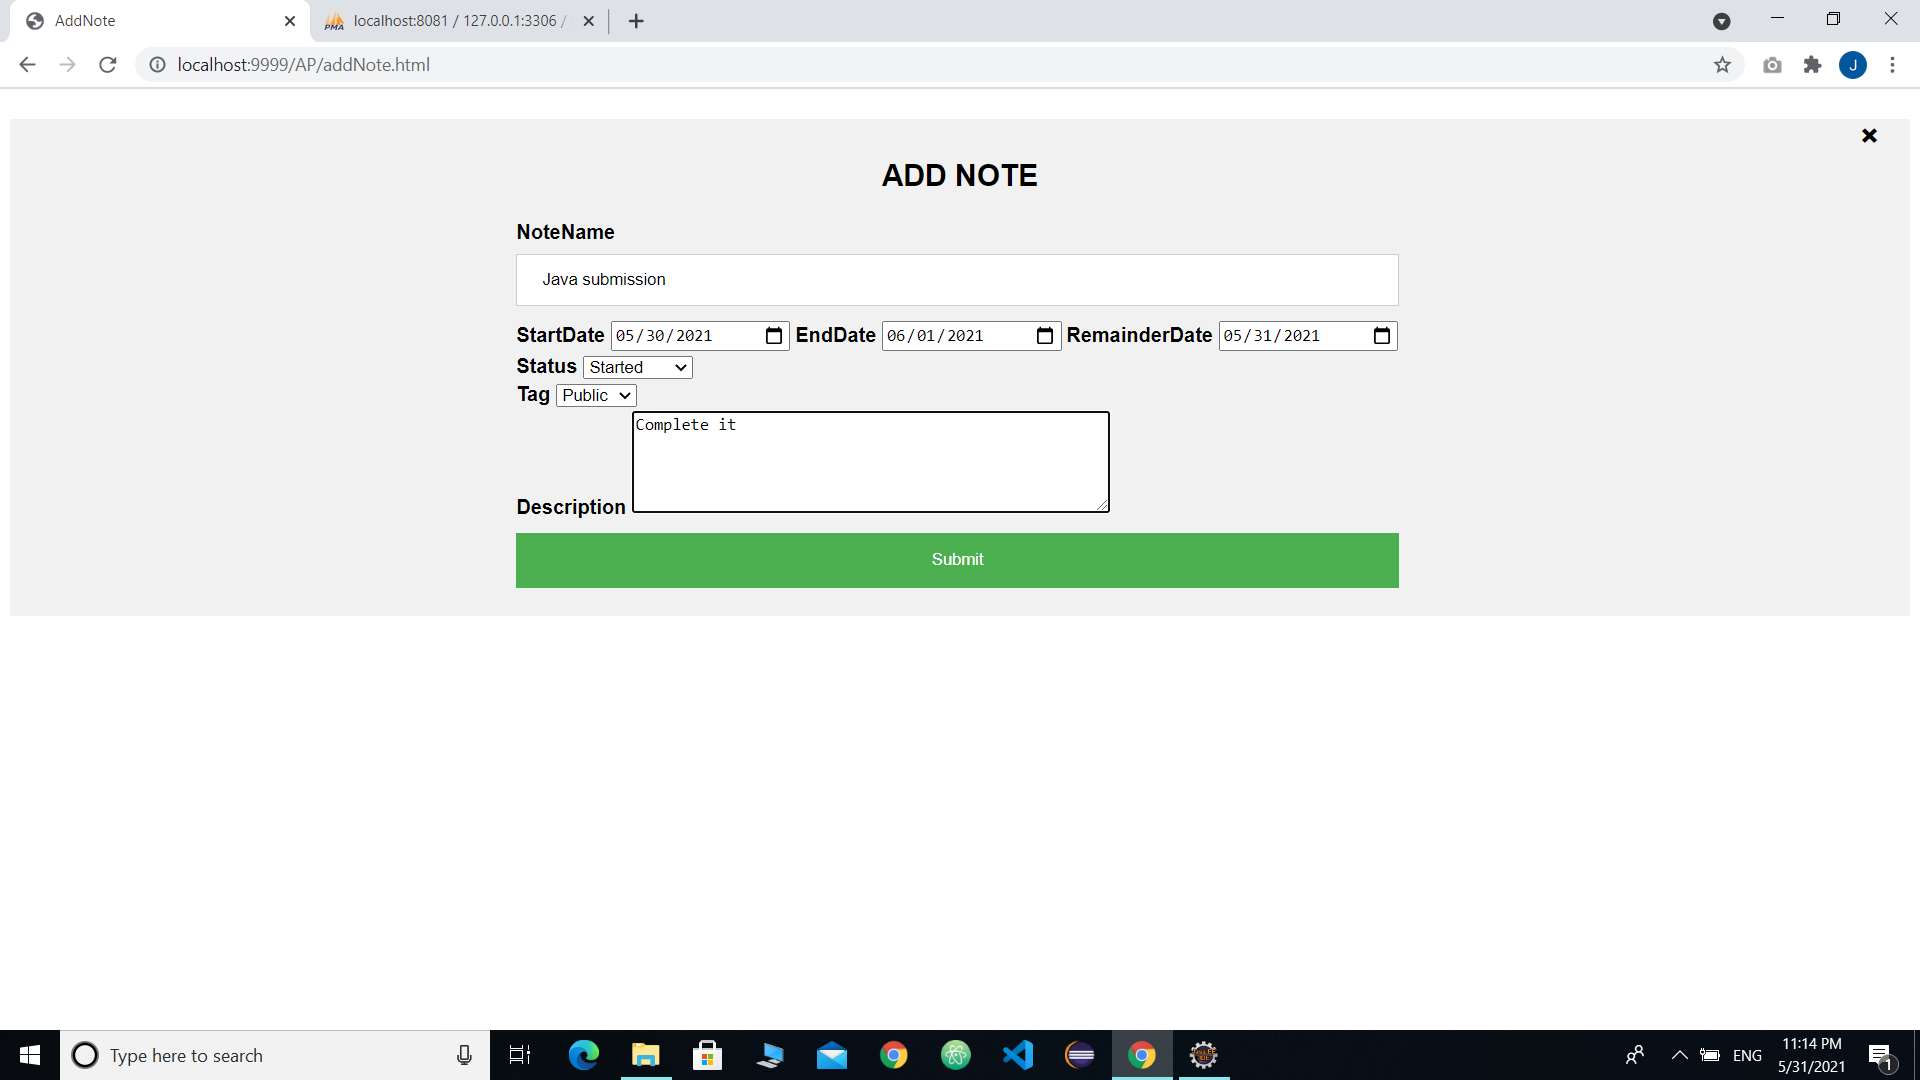 AddNote
PMA localhost:8081 / 127.0.0.1:3306 /
localhost:9999/AP/addNote.html
J
ADD NOTE
NoteName
Java submission
StartDate 05/30/2021 EndDate 06/01/2021 RemainderDate 05/31/2021
Status Started
Tag Public
Complete it
Description
Submit
Type here to search
ENG
11:14 PM
5/31/2021
1